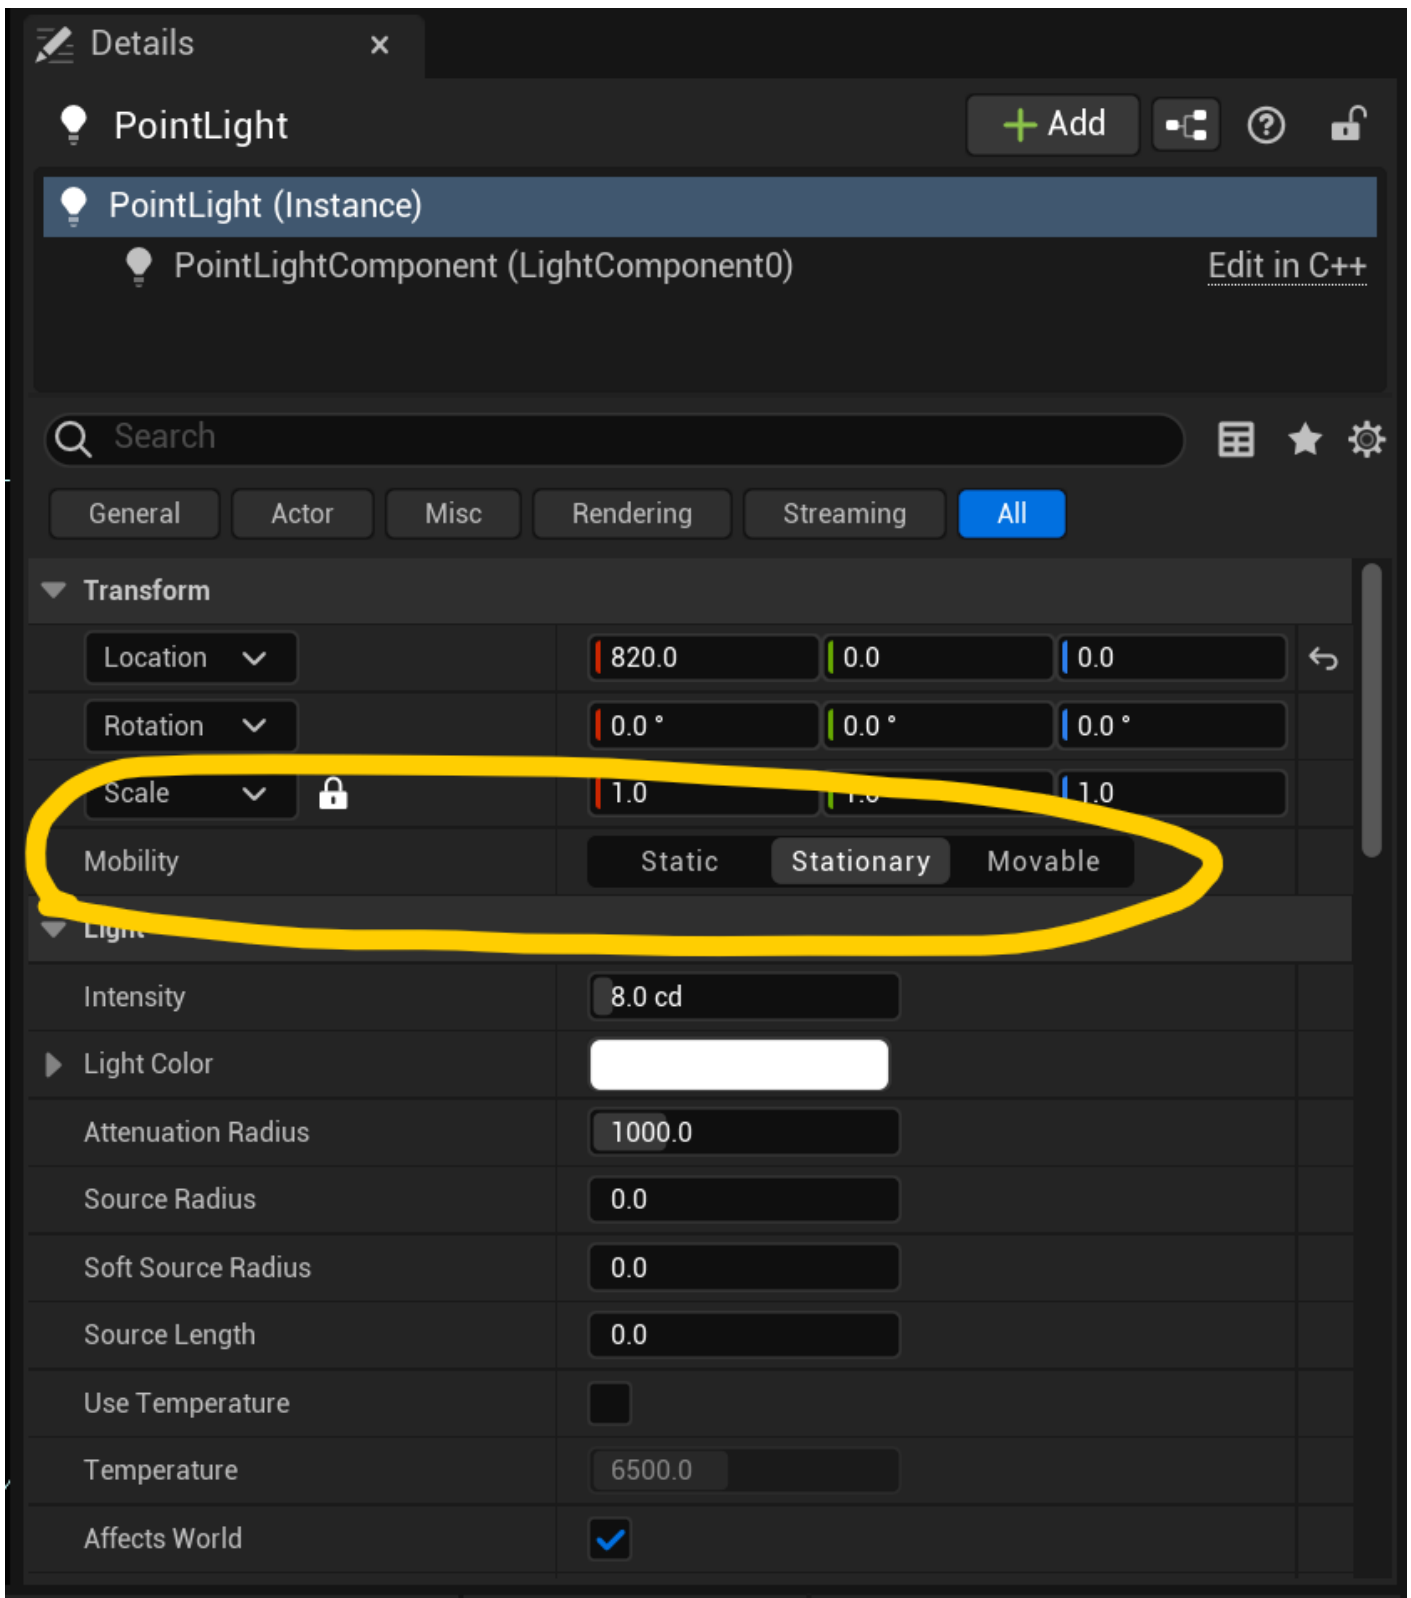 Details
PointLight
Add
PointLight (Instance)
PointLightComponent (LightComponent0) Edit in C++
Search
General Actor Misc Rendering Streaming All
Transform
Location 820.0 0.0 0.0
Rotation 0.0 ° 0.0 ° 0.0 °
Scale 1.0 1.0 1.0
Mobility Static Stationary Movable
Light
Intensity 8.0 cd
Light Color
Attenuation Radius 1000.0
Source Radius 0.0
Soft Source Radius 0.0
Source Length 0.0
Use Temperature
Temperature 6500.0
Affects World